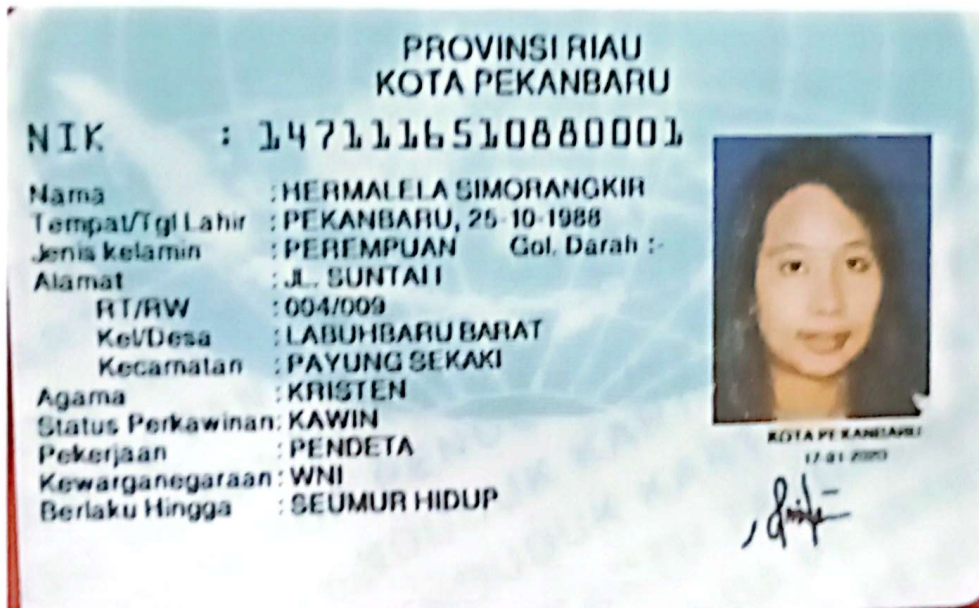 PROVINSI RIAU
KOTA PEKANBARU
NIK : 1471116510880001
Nama : HERMALELA SIMORANGKIR
Tempat/Tgl Lahir : PEKANBARU, 25-10-1988
Jenis kelamin : PEREMPUAN Gol. Darah :-
Alamat : JL. SUNTAI I
RT/RW : 004/009
Kel/Desa : LABUHBARU BARAT
Kecamatan : PAYUNG SEKAKI
Agama : KRISTEN
Status Perkawinan: KAWIN
Pekerjaan : PENDETA
Kewarganegaraan: WNI
Berlaku Hingga : SEUMUR HIDUP
KOTA PEKANBARU
17-01-2020